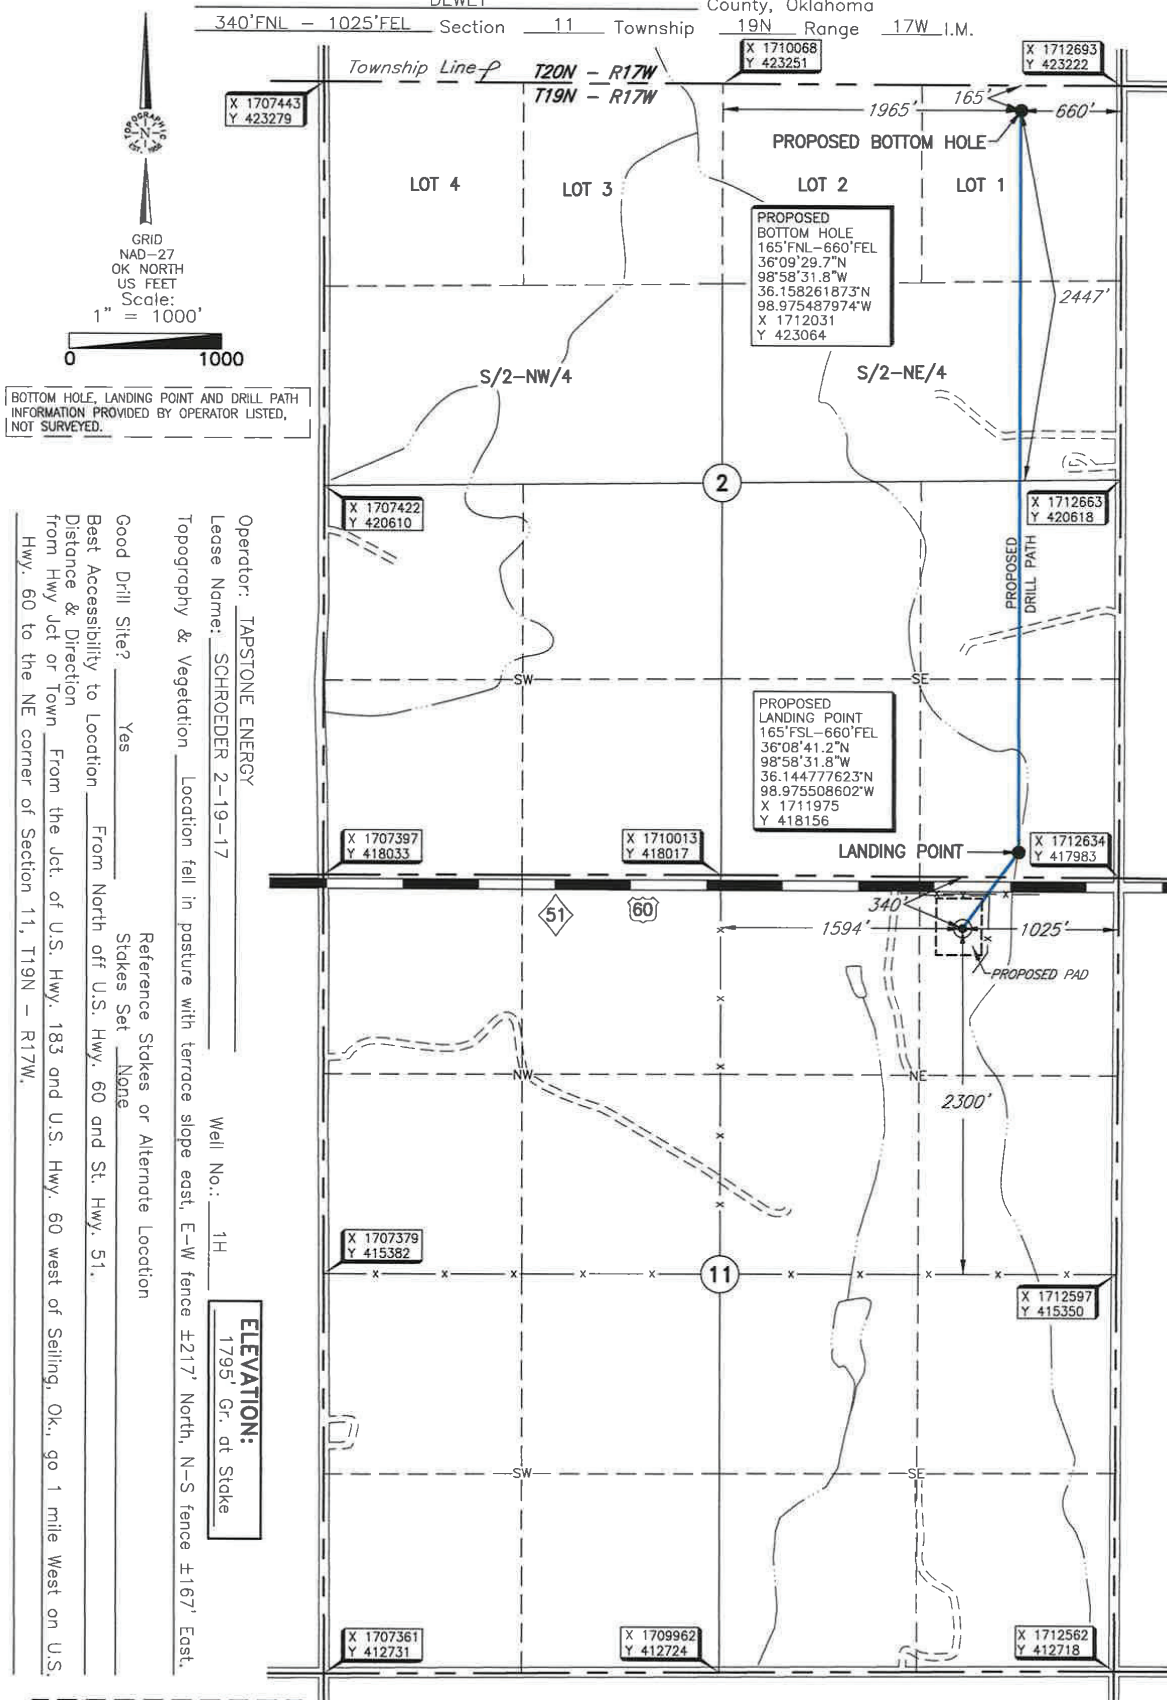 DEWEY County, Oklahoma
340'FNL - 1025'FEL Section 11 Township 19N Range 17W I.M.
X 1710068
Y 423251
X 1712693
Y 423222
Township Line
T20N - R17W
T19N - R17W
X 1707443
Y 423279
1965'
165'
660'
PROPOSED BOTTOM HOLE
TOPOGRAPHIC
N
EST. 1950
LOT 4
LOT 3
LOT 2
LOT 1
GRID
NAD-27
OK NORTH
US FEET
Scale:
1" = 1000'
0 1000
PROPOSED
BOTTOM HOLE
165'FNL-660'FEL
36°09'29.7"N
98°58'31.8"W
36.158261873°N
98.975487974°W
X 1712031
Y 423064
2447'
S/2-NW/4
S/2-NE/4
BOTTOM HOLE, LANDING POINT AND DRILL PATH
INFORMATION PROVIDED BY OPERATOR LISTED,
NOT SURVEYED.
2
X 1707422
Y 420610
X 1712663
Y 420618
PROPOSED
DRILL PATH
SW
SE
PROPOSED
LANDING POINT
165'FSL-660'FEL
36°08'41.2"N
98°58'31.8"W
36.144777623°N
98.975508602°W
X 1711975
Y 418156
X 1707397
Y 418033
X 1710013
Y 418017
LANDING POINT
X 1712634
Y 417983
51
60
340'
1594'
1025'
PROPOSED PAD
NW
NE
2300'
X 1707379
Y 415382
11
X 1712597
Y 415350
SW
SE
X 1707361
Y 412731
X 1709962
Y 412724
X 1712562
Y 412718
Operator: TAPSTONE ENERGY
Lease Name: SCHROEDER 2-19-17 Well No.: 1H
ELEVATION:
1795' Gr. at Stake
Topography & Vegetation Location fell in pasture with terrace slope east, E-W fence ±217' North, N-S fence ±167' East.
Reference Stakes or Alternate Location
Good Drill Site? Yes Stakes Set None
Best Accessibility to Location From North off U.S. Hwy. 60 and St. Hwy. 51.
Distance & Direction
from Hwy Jct or Town From the Jct. of U.S. Hwy. 183 and U.S. Hwy. 60 west of Seiling, Ok., go 1 mile West on U.S.
Hwy. 60 to the NE corner of Section 11, T19N - R17W.